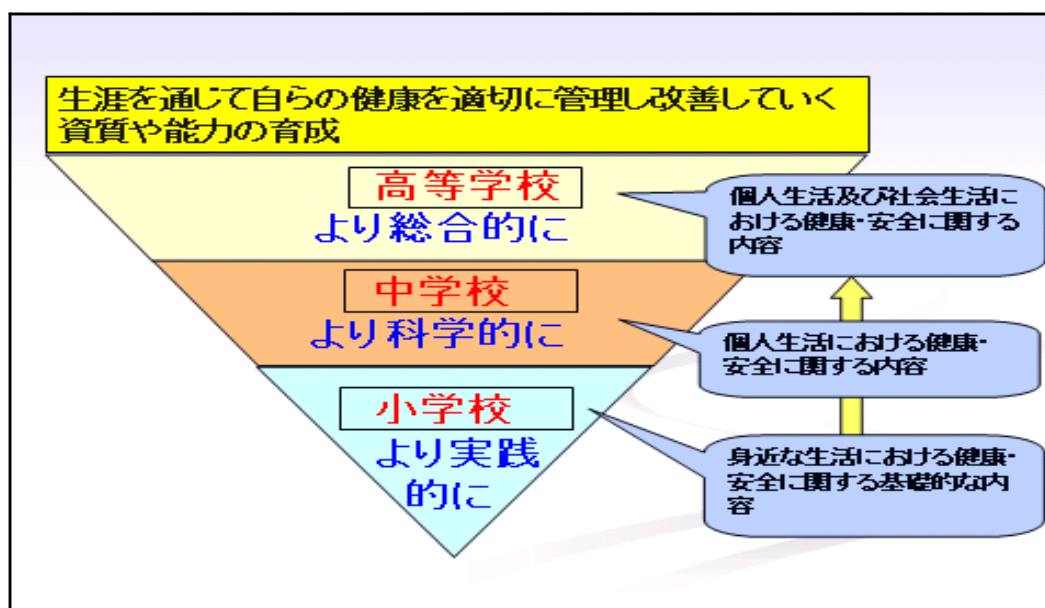 生涯を通じて自らの健康を適切に管理し改善していく
資質や能力の育成
高等学校
より総合的に
個人生活及び社会生活に
おける健康・安全に関する
内容
中学校
より科学的に
個人生活における健康・
安全に関する内容
小学校
より実践
的に
身近な生活における健康・
安全に関する基礎的な内
容